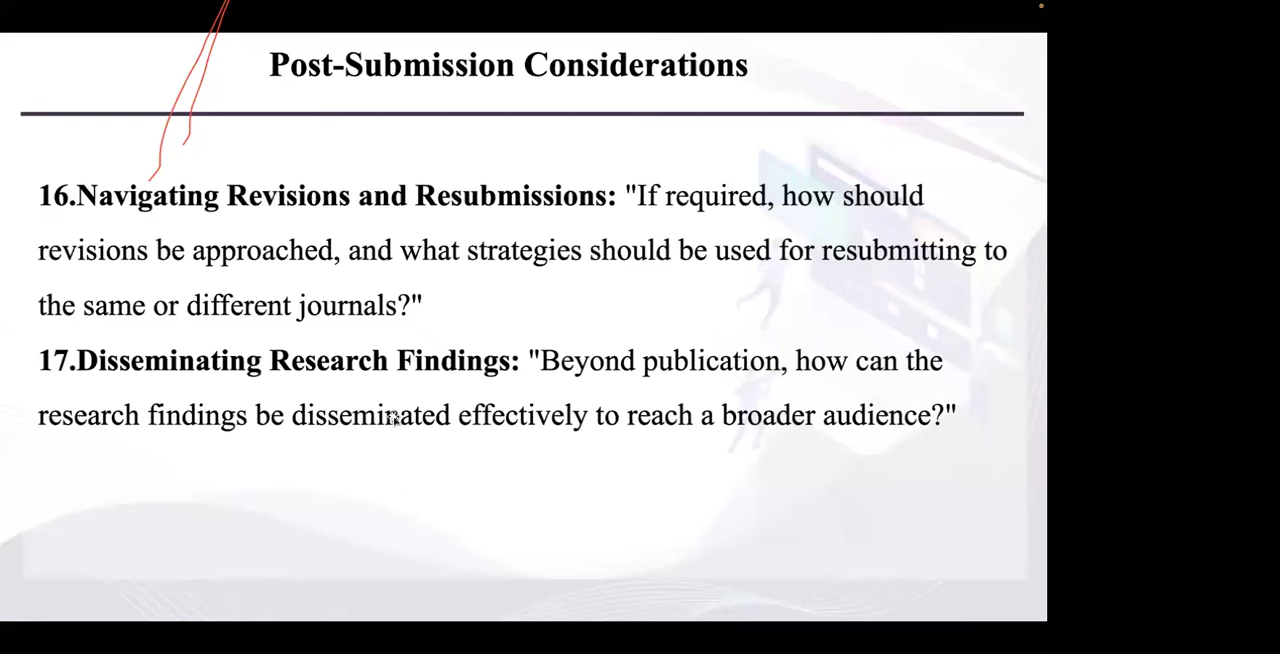 Post-Submission Considerations
16.Navigating Revisions and Resubmissions: "If required, how should
revisions be approached, and what strategies should be used for resubmitting to
the same or different journals?"
17.Disseminating Research Findings: "Beyond publication, how can the
research findings be disseminated effectively to reach a broader audience?"